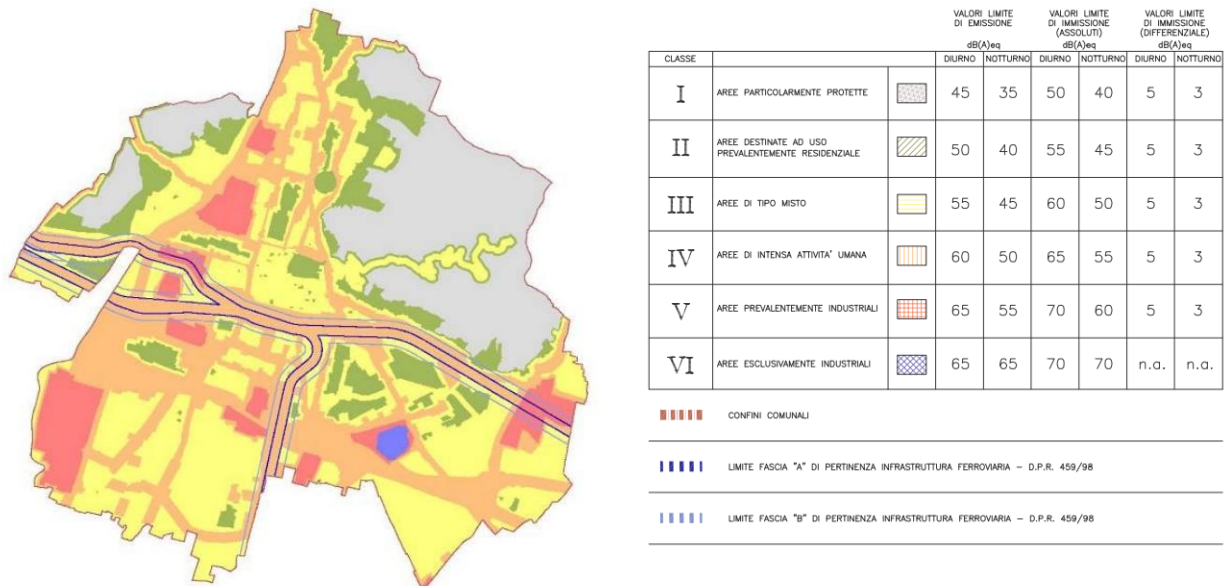 VALORI LIMITE
DI EMISSIONE
dB(A)eq
VALORI LIMITE
DI IMMISSIONE
(ASSOLUTI)
dB(A)eq
VALORI LIMITE
DI IMMISSIONE
(DIFFERENZIALE)
dB(A)eq
CLASSE DIURNO NOTTURNO DIURNO NOTTURNO DIURNO NOTTURNO
I AREE PARTICOLARMENTE PROTETTE 45 35 50 40 5 3
II AREE DESTINATE AD USO
PREVALENTEMENTE RESIDENZIALE 50 40 55 45 5 3
III AREE DI TIPO MISTO 55 45 60 50 5 3
IV AREE DI INTENSA ATTIVITA' UMANA 60 50 65 55 5 3
V AREE PREVALENTEMENTE INDUSTRIALI 65 55 70 60 5 3
VI AREE ESCLUSIVAMENTE INDUSTRIALI 65 65 70 70 n.a. n.a.
CONFINI COMUNALI
LIMITE FASCIA "A" DI PERTINENZA INFRASTRUTTURA FERROVIARIA – D.P.R. 459/98
LIMITE FASCIA "B" DI PERTINENZA INFRASTRUTTURA FERROVIARIA – D.P.R. 459/98